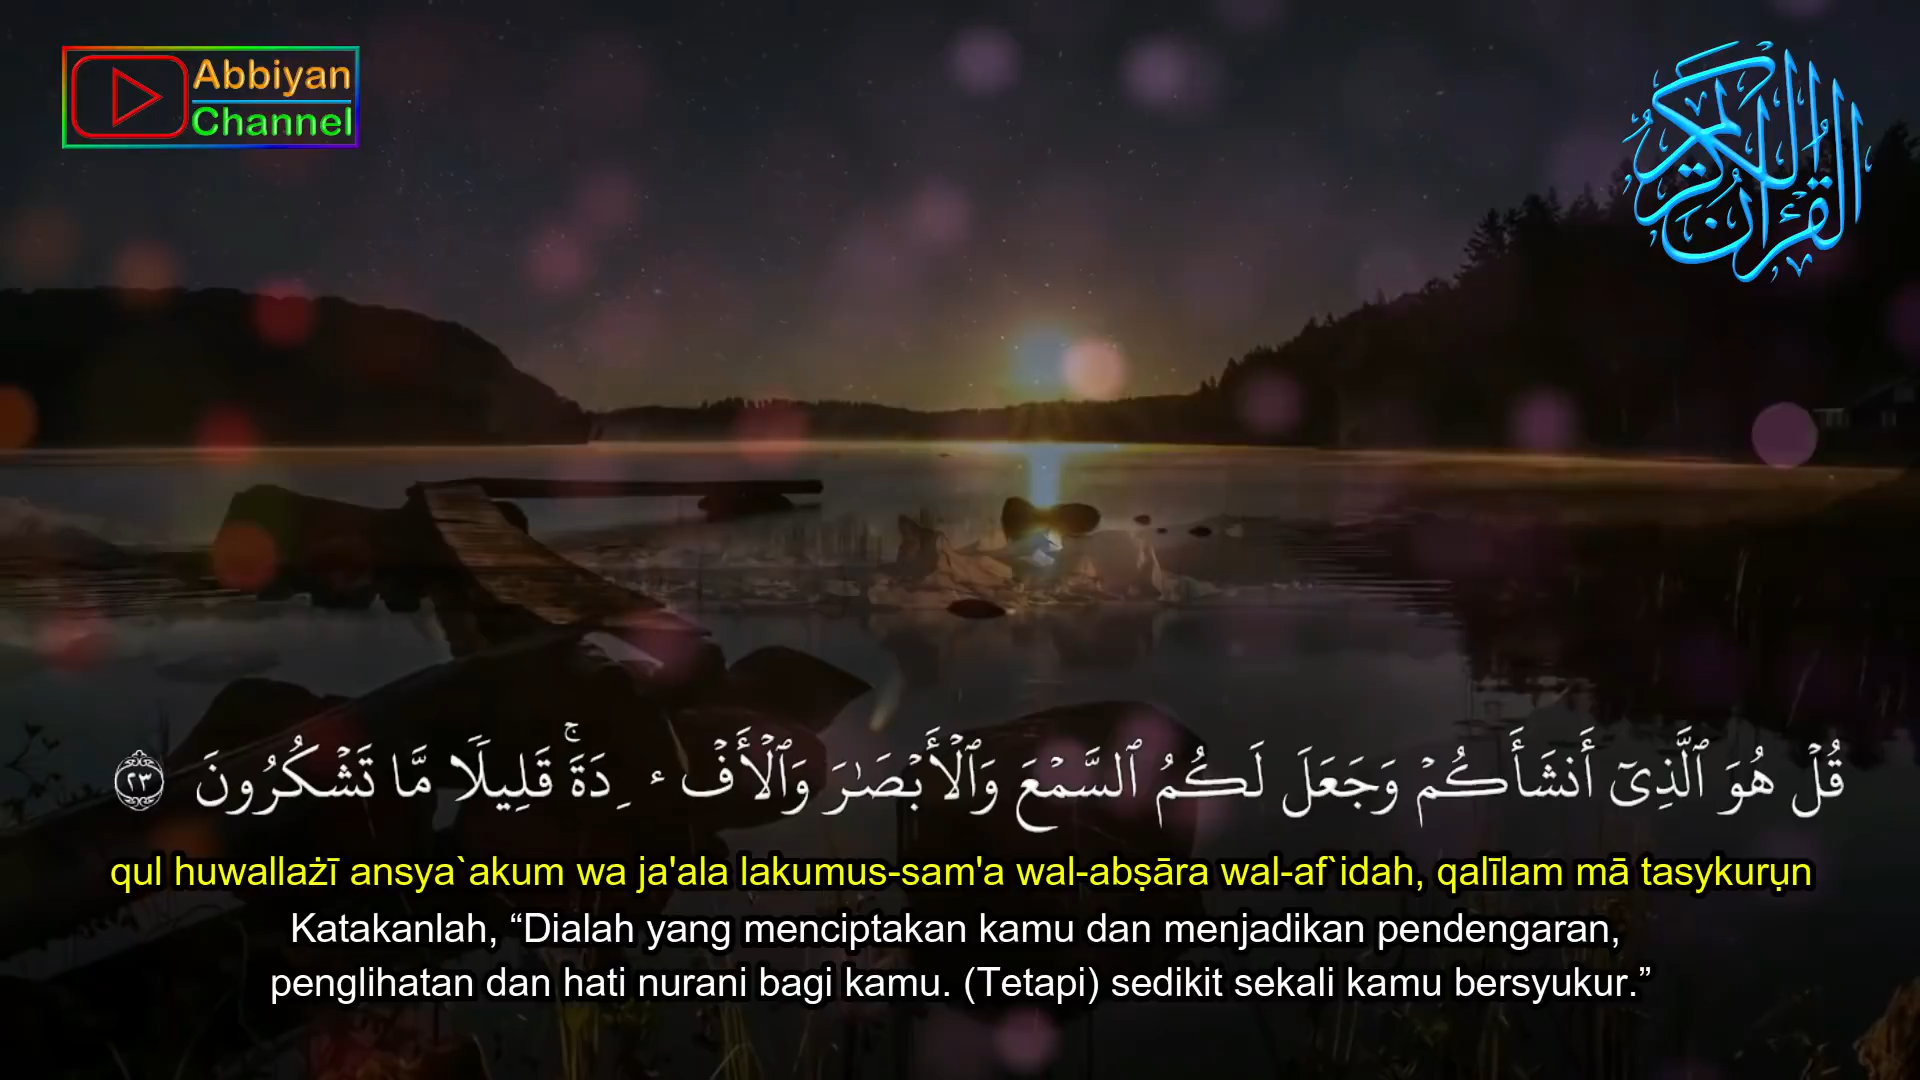 Abbiyan
Channel
القرآن الكريم
قُلْ هُوَ ٱلَّذِىٓ أَنشَأَكُمْ وَجَعَلَ لَكُمُ ٱلسَّمْعَ وَٱلْأَبْصَـٰرَ وَٱلْأَفْـِٔدَةَ ۚ قَلِيلًا مَّا تَشْكُرُونَ ٢٣
qul huwallażī ansya`akum wa ja'ala lakumus-sam'a wal-abṣāra wal-af`idah, qalīlam mā tasykurụn
Katakanlah, “Dialah yang menciptakan kamu dan menjadikan pendengaran,
penglihatan dan hati nurani bagi kamu. (Tetapi) sedikit sekali kamu bersyukur.”